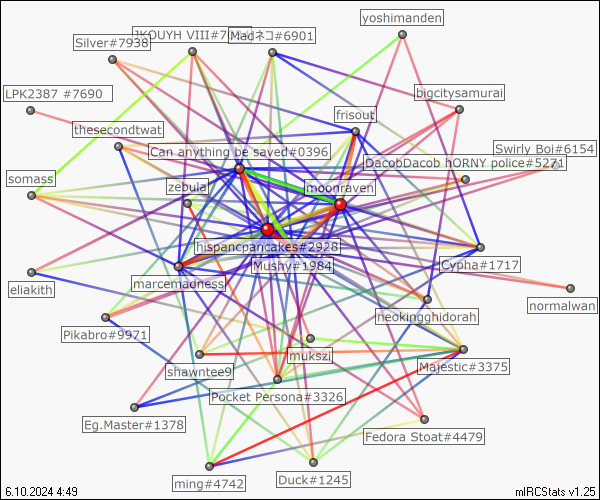 yoshimanden
JKOUYH VIII#7
Madネコ#6901
Silver#7938
bigcitysamurai
LPK2387 #7690
frisout
thesecondtwat
Swirly Boi#6154
Can anything be saved#0396
DacobDacob hORNY police#5271
somass
zebulal
moonraven
hjspancpancakes#2928
Mushy#1984
Cypha#1717
eliakith
marcemadness
normalwan
neokingghidorah
Pikabro#9971
mukszi
shawntee9
Majestic#3375
Pocket Persona#3326
Eg.Master#1378
Fedora Stoat#4479
ming#4742
Duck#1245
6.10.2024 4:49
mIRCStats v1.25